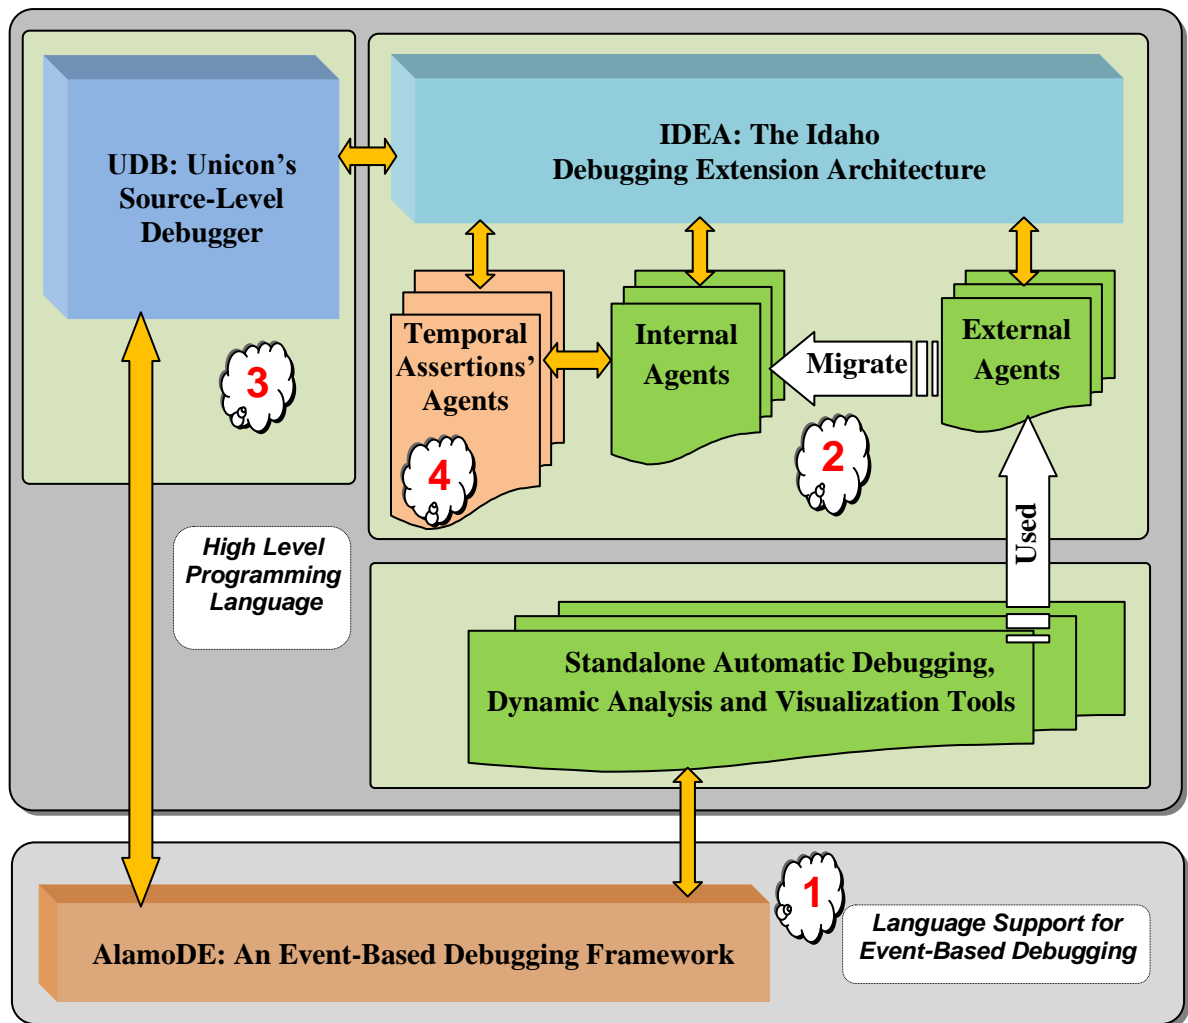 UDB: Unicon's
Source-Level
Debugger
IDEA: The Idaho
Debugging Extension Architecture
Temporal
Assertions'
Agents
Internal
Agents
Migrate
External
Agents
3
4
2
Used
High Level
Programming
Language
Standalone Automatic Debugging,
Dynamic Analysis and Visualization Tools
1
AlamoDE: An Event-Based Debugging Framework
Language Support for
Event-Based Debugging